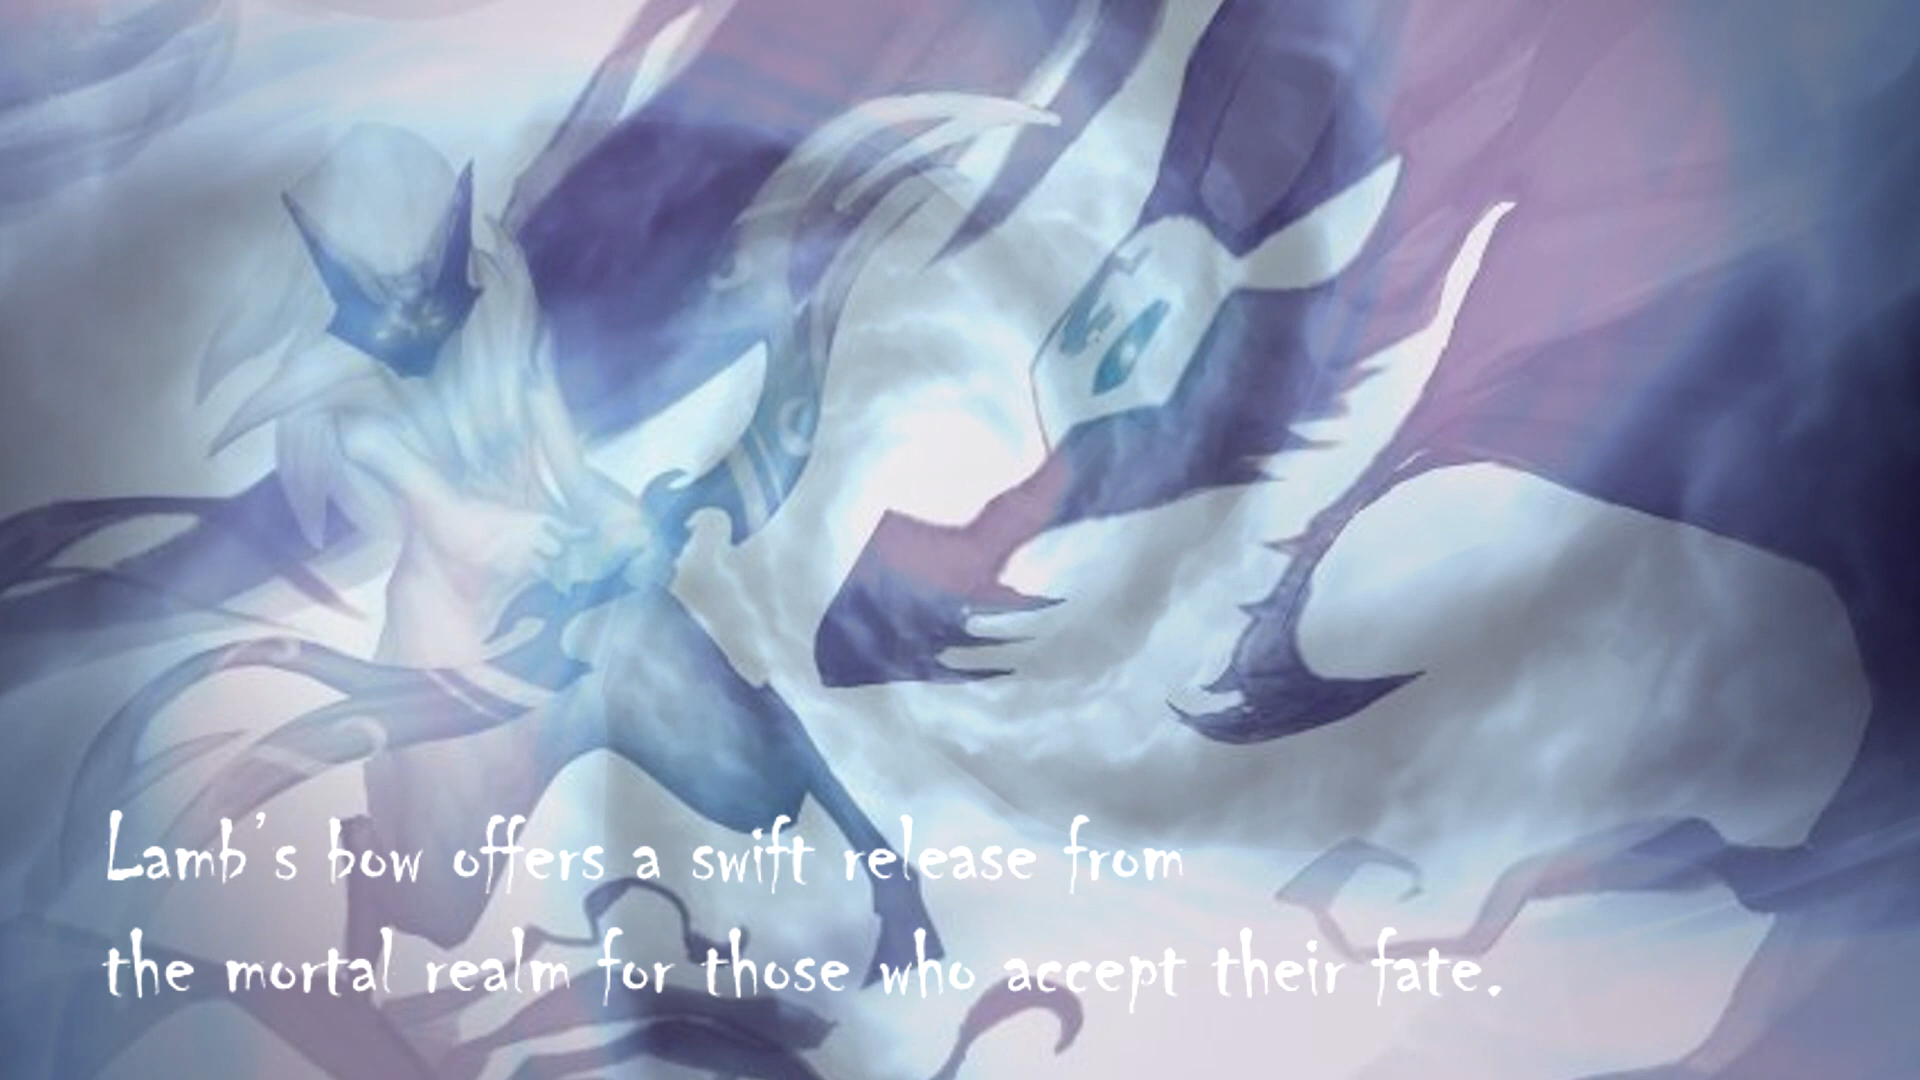 Lamb's bow offers a swift release from
the mortal realm for those who accept their fate.